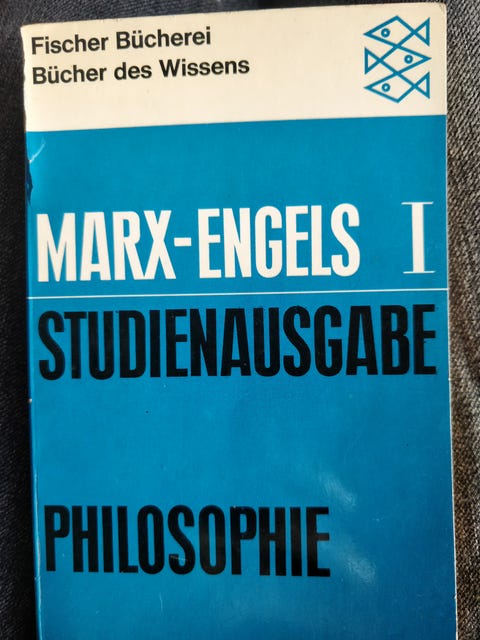 Fischer Bücherei
Bücher des Wissens
MARX-ENGELS I
STUDIENAUSGABE
PHILOSOPHIE